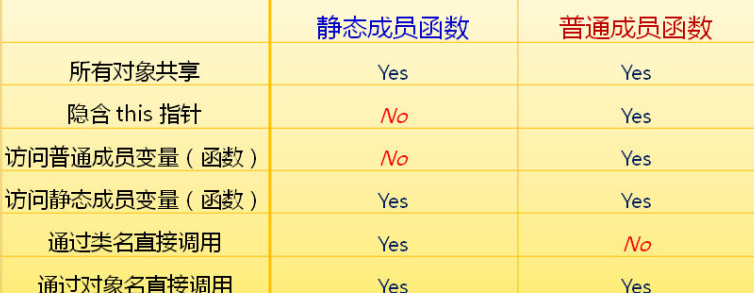 静态成员函数 普通成员函数
所有对象共享 Yes Yes
隐含 this 指针 No Yes
访问普通成员变量（函数） No Yes
访问静态成员变量（函数） Yes Yes
通过类名直接调用 Yes No
通过对象名直接调用 Yes Yes